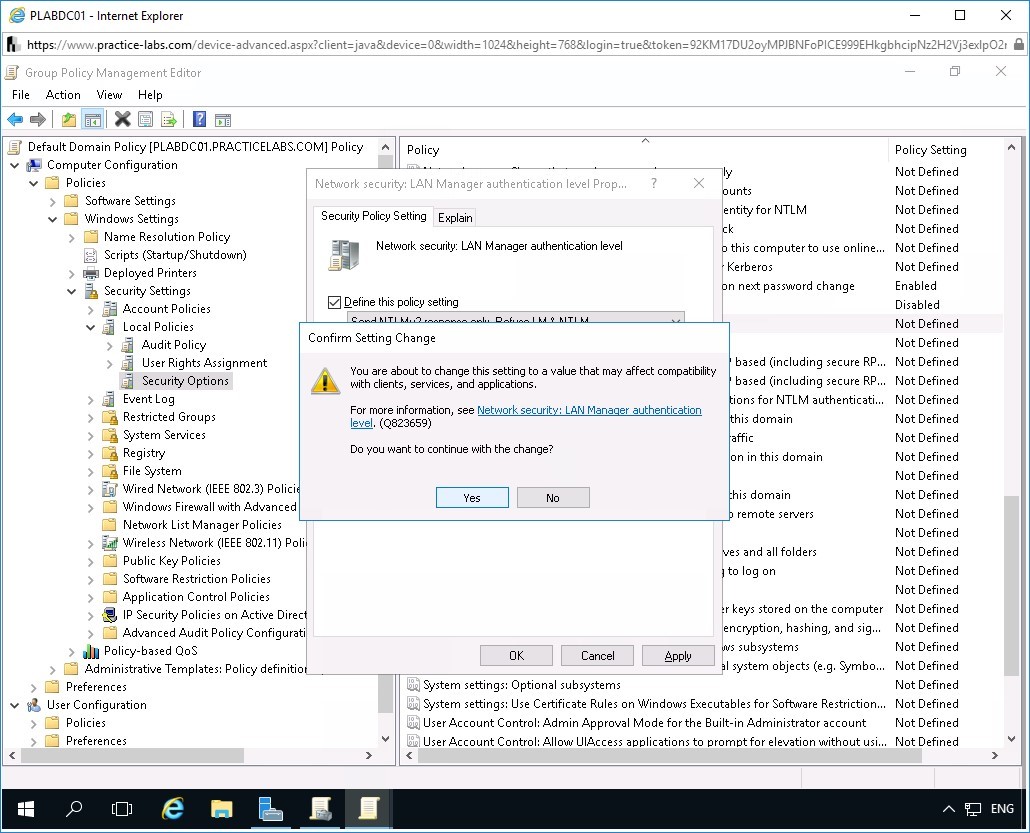 PLABDC01 - Internet Explorer
https://www.practice-labs.com/device-advanced.aspx?client=java&device=0&width=1024&height=768&login=true&token=
Group Policy Management Editor
File Action View Help
Default Domain Policy [PLABDC01.PRACTICELABS.COM] Policy
Computer Configuration
Policies
Software Settings
Windows Settings
Name Resolution Policy
Scripts (Startup/Shutdown)
Deployed Printers
Security Settings
Account Policies
Local Policies
Audit Policy
User Rights Assignment
Security Options
Event Log
Restricted Groups
System Services
Registry
File System
Wired Network (IEEE 802.3) Policie
Windows Firewall with Advanced
Network List Manager Policies
Wireless Network (IEEE 802.11) Poli
Public Key Policies
Software Restriction Policies
Application Control Policies
IP Security Policies on Active Direct
Advanced Audit Policy Configurati
Policy-based QoS
Administrative Templates: Policy definition
Preferences
User Configuration
Policies
Preferences
Policy Policy Setting
Not Defined
ounts Not Defined
entity for NTLM Not Defined
ck Not Defined
o this computer to use online... Not Defined
Kerberos Not Defined
on next password change Enabled
Disabled
Not Defined
Not Defined
P based (including secure RP... Not Defined
P based (including secure RP... Not Defined
tions for NTLM authenticati... Not Defined
this domain Not Defined
raffic Not Defined
on in this domain Not Defined
Not Defined
this domain Not Defined
o remote servers Not Defined
Not Defined
ves and all folders Not Defined
g to log on Not Defined
Not Defined
er keys stored on the computer Not Defined
encryption, hashing, and sig... Not Defined
ws subsystems Not Defined
al system objects (e.g. Symbo... Not Defined
System settings: Optional subsystems Not Defined
System settings: Use Certificate Rules on Windows Executables for Software Restriction... Not Defined
User Account Control: Admin Approval Mode for the Built-in Administrator account Not Defined
User Account Control: Allow UIAccess applications to prompt for elevation without usi... Not Defined
Network security: LAN Manager authentication level Prop... ?
Security Policy Setting Explain
Network security: LAN Manager authentication level
Define this policy setting
Send NTLMv2 response only. Refuse LM & NTLM
Confirm Setting Change
You are about to change this setting to a value that may affect compatibility
with clients, services, and applications.
For more information, see Network security: LAN Manager authentication
level. (Q823659)
Do you want to continue with the change?
Yes No
OK Cancel Apply
ENG